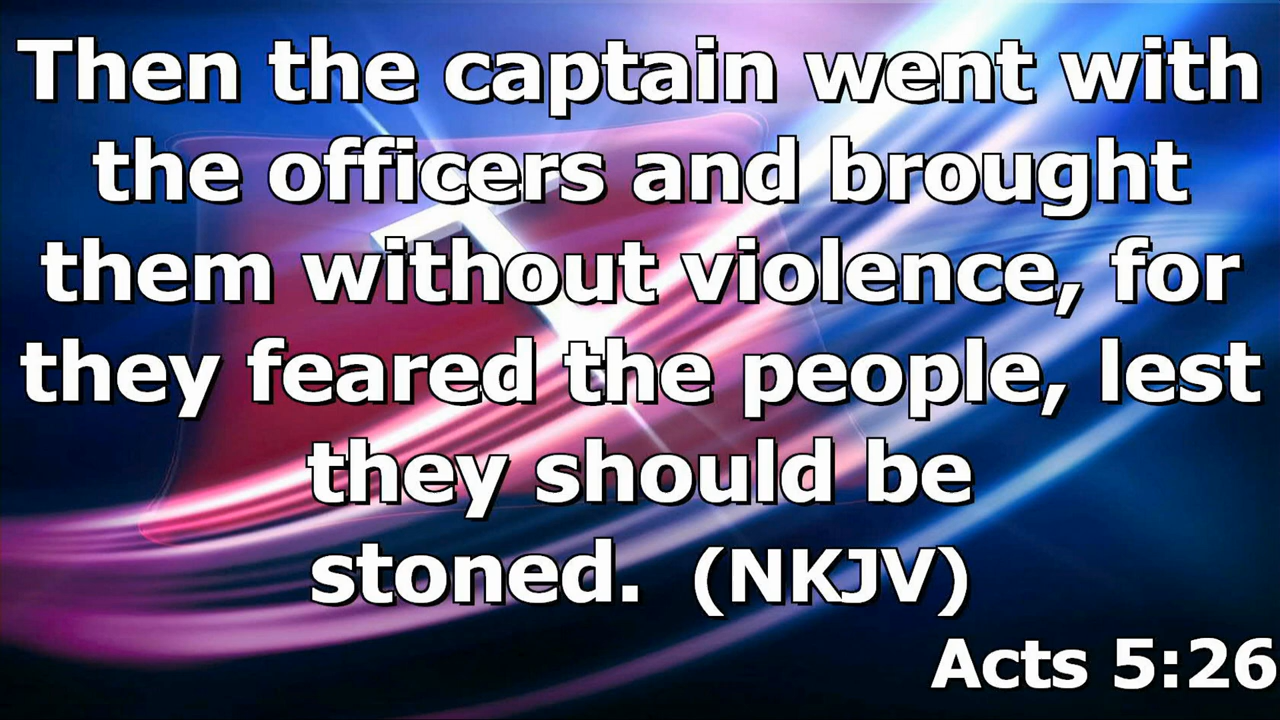 Then the captain went with
the officers and brought
them without violence, for
they feared the people, lest
they should be
stoned. (NKJV)
Acts 5:26